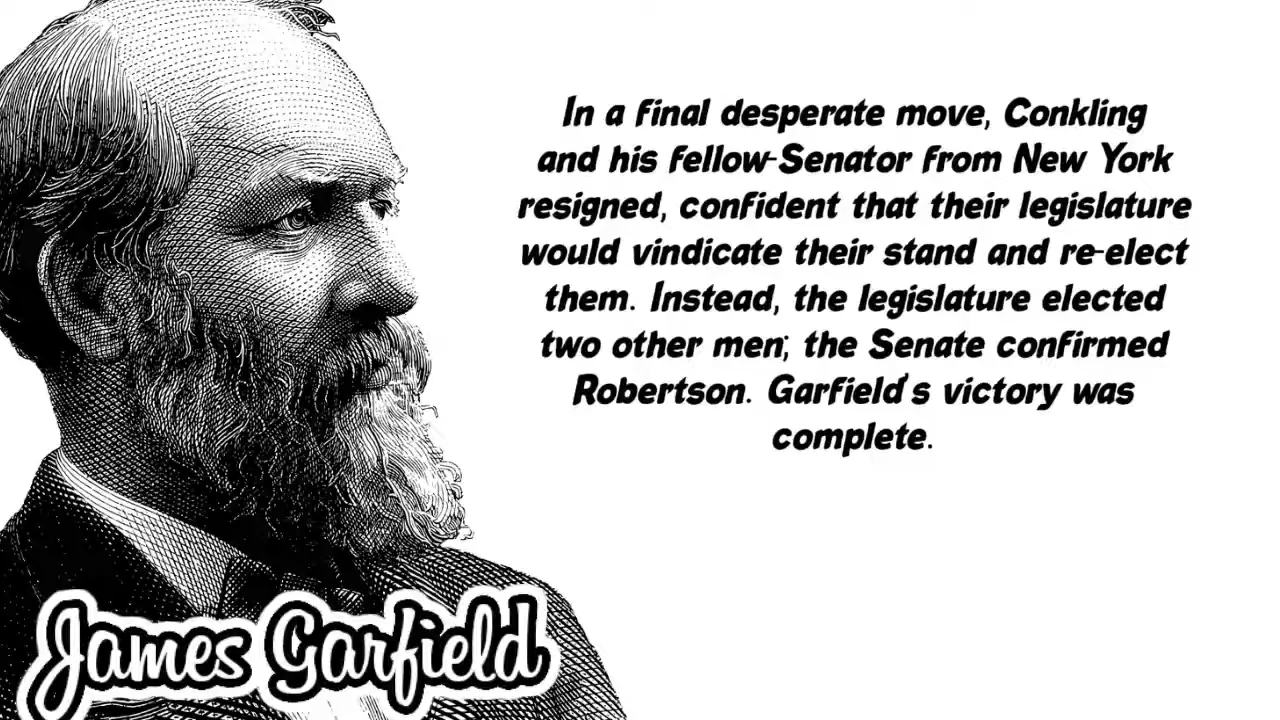 In a final desperate move, Conkling
and his fellow-Senator from New York
resigned, confident that their legislature
would vindicate their stand and re-elect
them. Instead, the legislature elected
two other men; the Senate confirmed
Robertson. Garfield's victory was
complete.
James Garfield